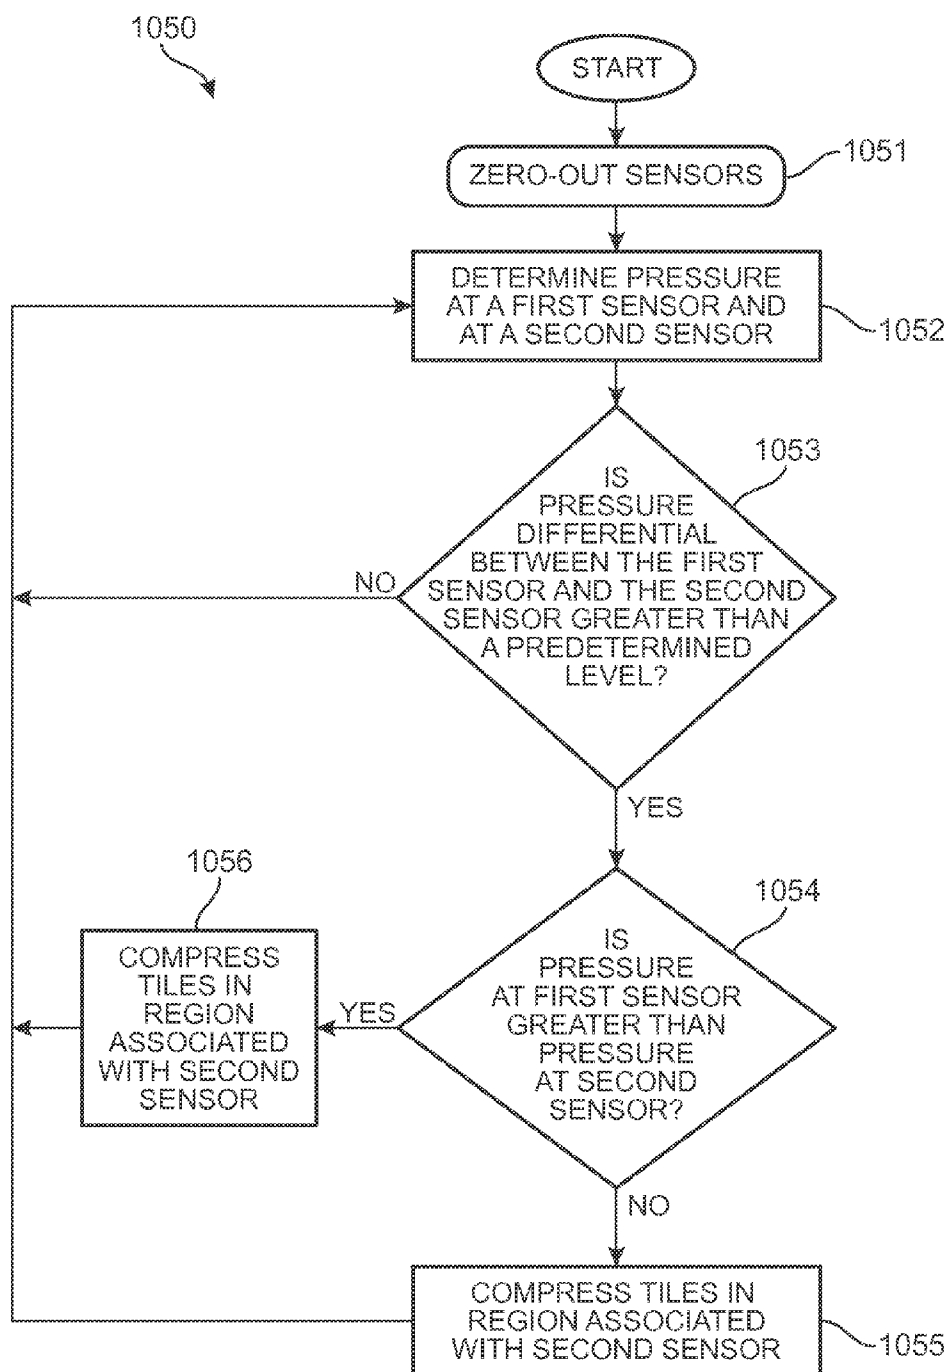 1050
START
ZERO-OUT SENSORS
1051
DETERMINE PRESSURE
AT A FIRST SENSOR AND
AT A SECOND SENSOR
1052
1053
IS
PRESSURE
DIFFERENTIAL
BETWEEN THE FIRST
SENSOR AND THE SECOND
SENSOR GREATER THAN
A PREDETERMINED
LEVEL?
NO
YES
1056
COMPRESS
TILES IN
REGION
ASSOCIATED
WITH SECOND
SENSOR
YES
1054
IS
PRESSURE
AT FIRST SENSOR
GREATER THAN
PRESSURE
AT SECOND
SENSOR?
NO
COMPRESS TILES IN
REGION ASSOCIATED
WITH SECOND SENSOR
1055